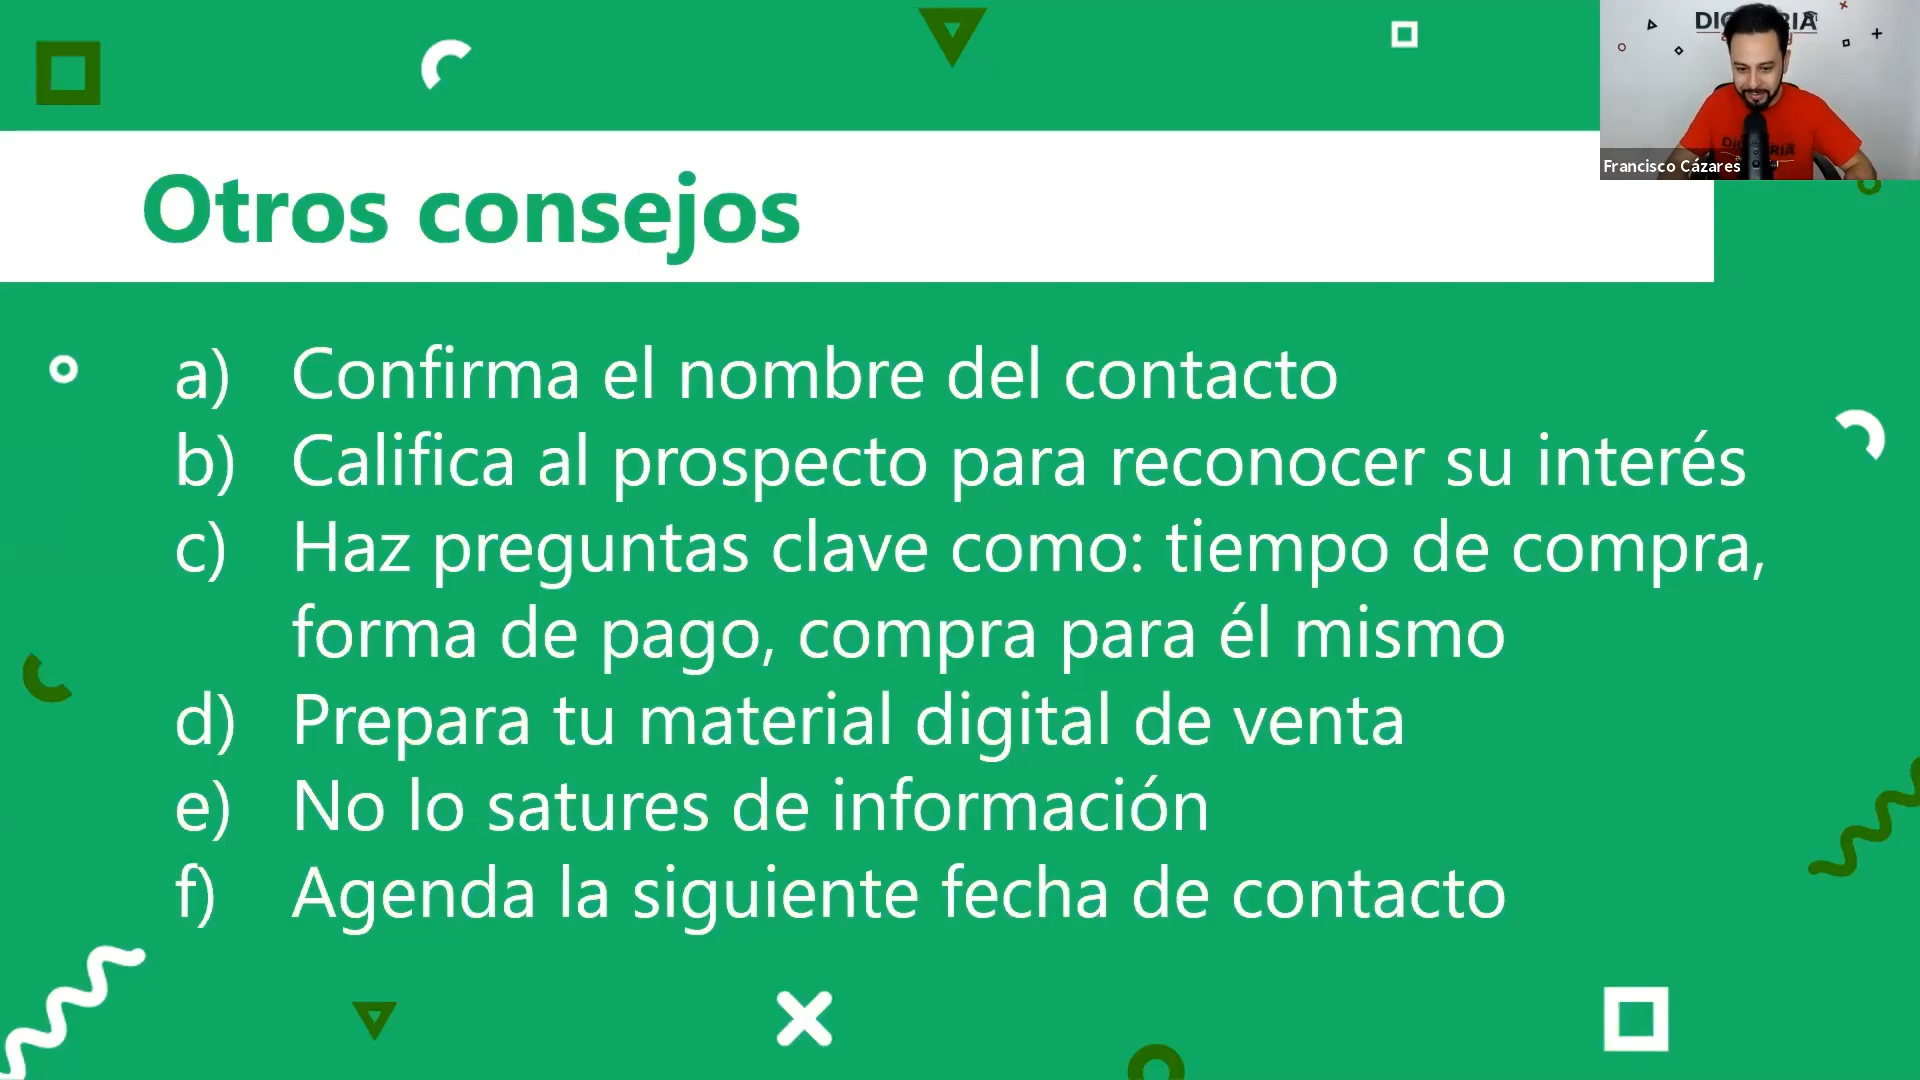 Francisco Cázares
Otros consejos
a) Confirma el nombre del contacto
b) Califica al prospecto para reconocer su interés
c) Haz preguntas clave como: tiempo de compra,
forma de pago, compra para él mismo
d) Prepara tu material digital de venta
e) No lo satures de información
f) Agenda la siguiente fecha de contacto